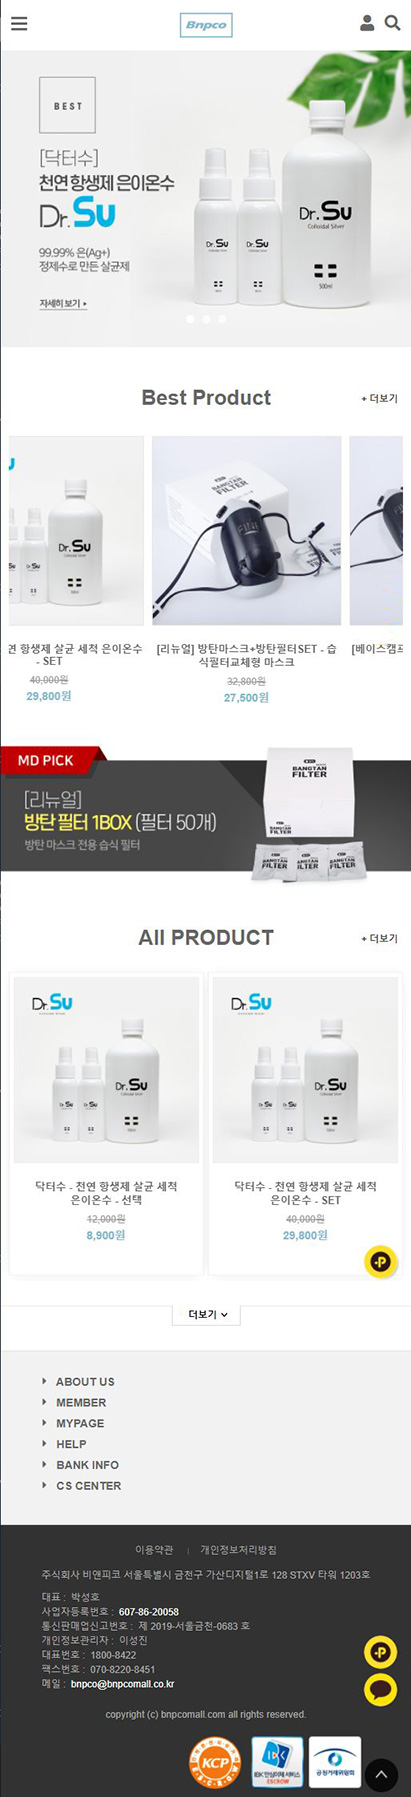 Bnpco
BEST
[닥터수]
천연 항생제 은이온수
Dr.Su
99.99% 은(Ag+)
정제수로 만든 살균제
자세히 보기
Dr.Su
Dr.Su
Dr.Su
Colloidal Silver
500ml
Best Product
+ 더보기
Dr.Su
BANGTAN
FILTER
연 항생제 살균 세척 은이온수
- SET
40,000원
29,800원
[리뉴얼] 방탄마스크+방탄필터SET - 습
식필터교체형 마스크
32,800원
27,500원
[베이스캠프
MD PICK
[리뉴얼]
방탄 필터 1BOX (필터 50개)
방탄 마스크 전용 습식 필터
BANGTAN
FILTER
All PRODUCT
+ 더보기
Dr.Su
Dr.Su
Dr.Su
Dr.Su
닥터수 - 천연 항생제 살균 세척
은이온수 - 선택
12,000원
8,900원
닥터수 - 천연 항생제 살균 세척
은이온수 - SET
40,000원
29,800원
더보기
ABOUT US
MEMBER
MYPAGE
HELP
BANK INFO
CS CENTER
이용약관 | 개인정보처리방침
주식회사 비앤피코 서울특별시 금천구 가산디지털1로 128 STXV 타워 1203호
대표 : 박성호
사업자등록번호 : 607-86-20058
통신판매업신고번호 : 제 2019-서울금천-0683 호
개인정보관리자 : 이성진
대표번호 : 1800-8422
팩스번호 : 070-8220-8451
메일 : bnpco@bnpcomall.co.kr
copyright (c) bnpcomall.com all rights reserved.
KCP
IBK 안심이체 서비스
ESCROW
공정거래위원회